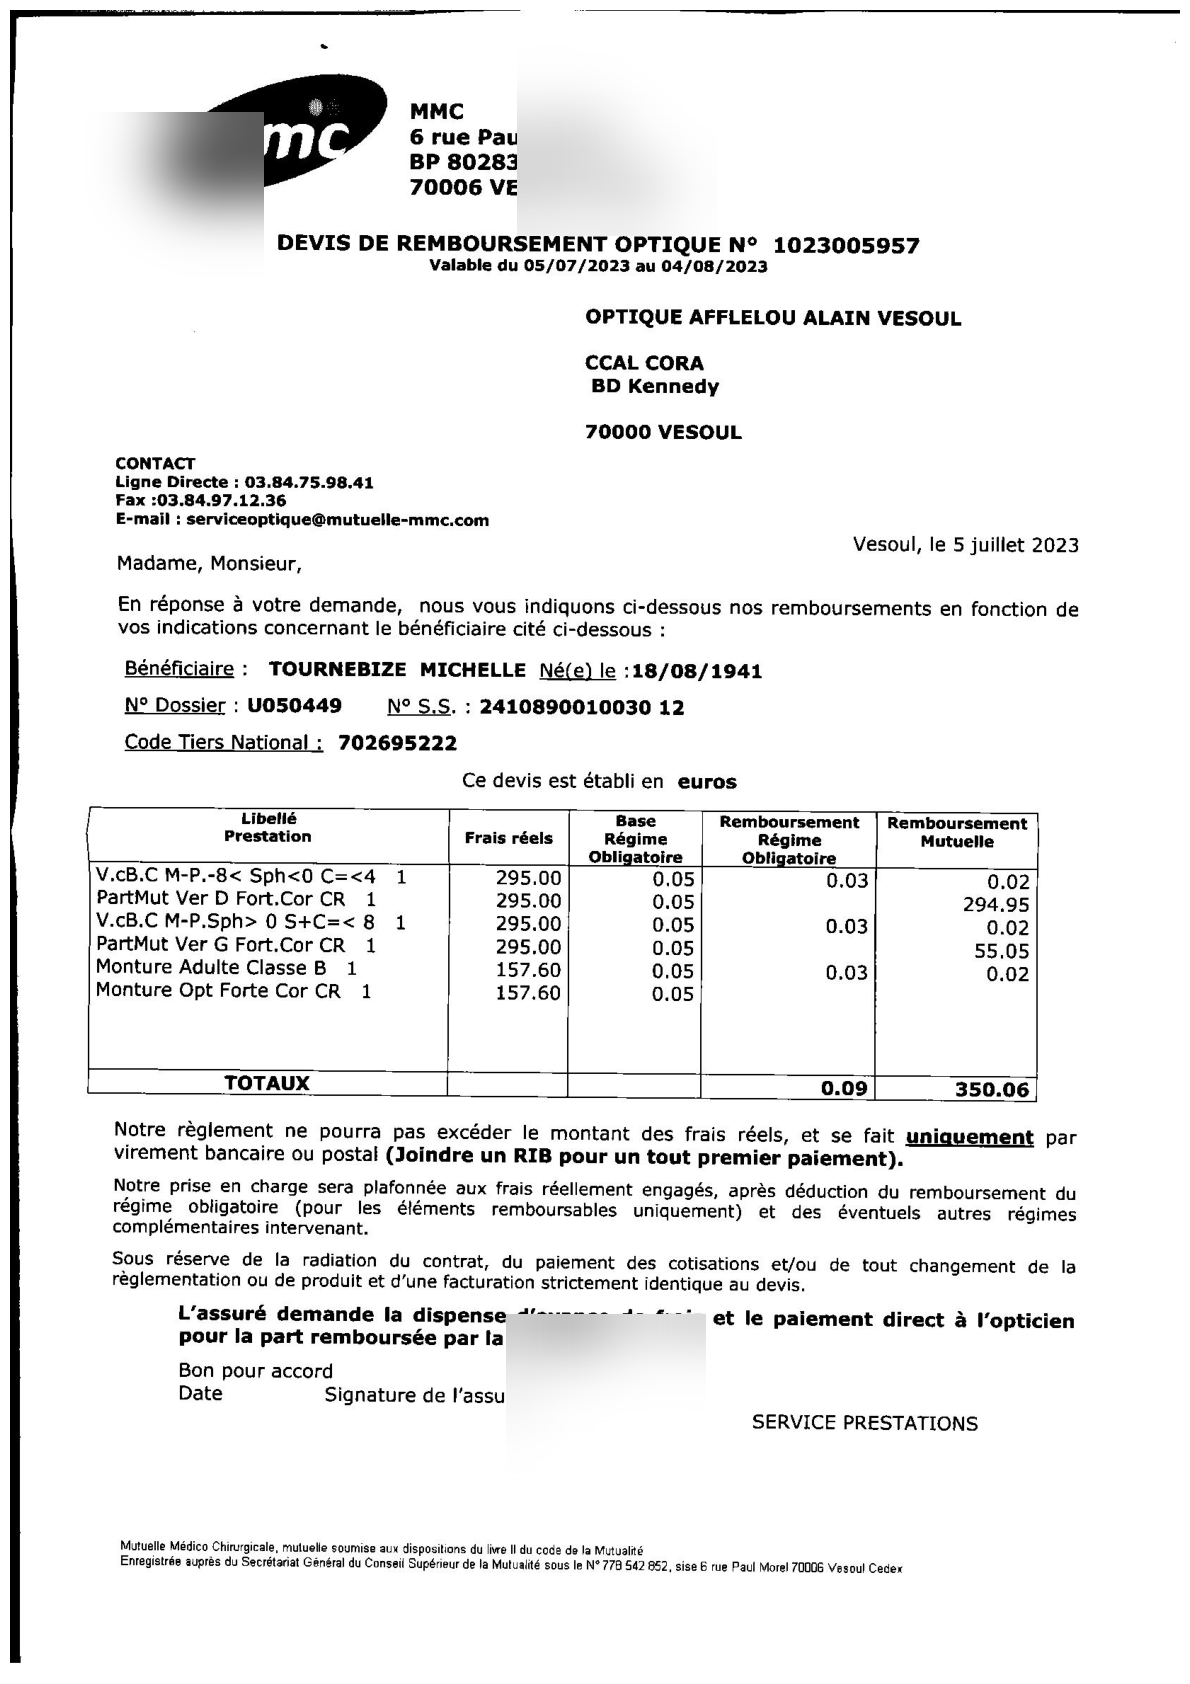 mc
MMC
6 rue Pau
BP 80283
70006 VE
DEVIS DE REMBOURSEMENT OPTIQUE N° 1023005957
Valable du 05/07/2023 au 04/08/2023
OPTIQUE AFFLELOU ALAIN VESOUL
CCAL CORA
BD Kennedy
70000 VESOUL
CONTACT
Ligne Directe : 03.84.75.98.41
Fax :03.84.97.12.36
E-mail : serviceoptique@mutuelle-mmc.com
Vesoul, le 5 juillet 2023
Madame, Monsieur,
En réponse à votre demande, nous vous indiquons ci-dessous nos remboursements en fonction de
vos indications concernant le bénéficiaire cité ci-dessous :
Bénéficiaire : TOURNEBIZE MICHELLE Né(e) le :18/08/1941
N° Dossier : U050449 N° S.S. : 2410890010030 12
Code Tiers National : 702695222
Ce devis est établi en euros
Libellé Prestation Frais réels Base Régime Obligatoire Remboursement Régime Obligatoire Remboursement Mutuelle
V.cB.C M-P.-8< Sph<0 C=<4 1 295.00 0.05 0.03 0.02
PartMut Ver D Fort.Cor CR 1 295.00 0.05 294.95
V.cB.C M-P.Sph> 0 S+C=< 8 1 295.00 0.05 0.03 0.02
PartMut Ver G Fort.Cor CR 1 295.00 0.05 55.05
Monture Adulte Classe B 1 157.60 0.05 0.03 0.02
Monture Opt Forte Cor CR 1 157.60 0.05
TOTAUX 0.09 350.06
Notre règlement ne pourra pas excéder le montant des frais réels, et se fait uniquement par
virement bancaire ou postal (Joindre un RIB pour un tout premier paiement).
Notre prise en charge sera plafonnée aux frais réellement engagés, après déduction du remboursement du
régime obligatoire (pour les éléments remboursables uniquement) et des éventuels autres régimes
complémentaires intervenant.
Sous réserve de la radiation du contrat, du paiement des cotisations et/ou de tout changement de la
règlementation ou de produit et d'une facturation strictement identique au devis.
L'assuré demande la dispense et le paiement direct à l'opticien
pour la part remboursée par la
Bon pour accord
Date Signature de l'assu
SERVICE PRESTATIONS
Mutuelle Médico Chirurgicale, mutuelle soumise aux dispositions du livre II du code de la Mutualité
Enregistrée auprès du Secrétariat Général du Conseil Supérieur de la Mutualité sous le N° 778 542 852, sise 6 rue Paul Morel 70006 Vesoul Cedex